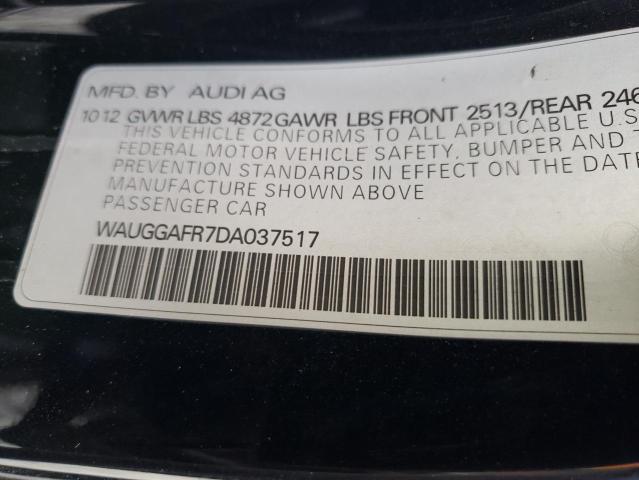 MFD. BY AUDI AG
10 12 GVWR LBS 4872 GAWR LBS FRONT 2513/REAR 246
THIS VEHICLE CONFORMS TO ALL APPLICABLE U.S
FEDERAL MOTOR VEHICLE SAFETY, BUMPER AND
PREVENTION STANDARDS IN EFFECT ON THE DATE
MANUFACTURE SHOWN ABOVE
PASSENGER CAR
WAUGGAFR7DA037517